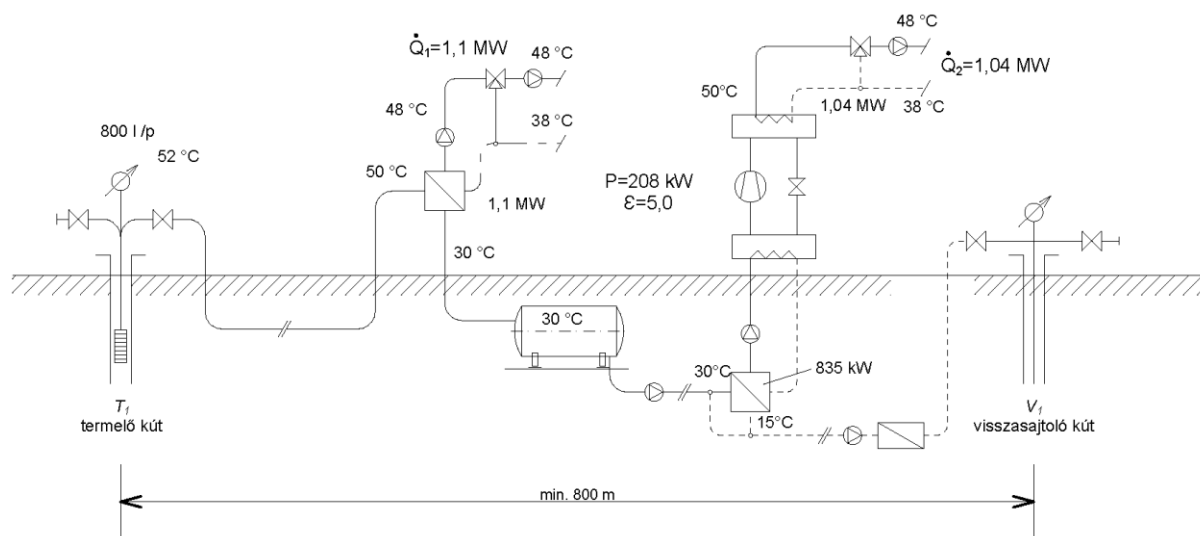 800 l /p
52 °C
Q̇₁=1,1 MW
48 °C
48 °C
38 °C
50 °C
1,1 MW
30 °C
48 °C
Q̇₂=1,04 MW
50°C
1,04 MW
38 °C
P=208 kW
Ɛ=5,0
30 °C
30°C
835 kW
15°C
T₁
termelő kút
V₁
visszasajtoló kút
min. 800 m